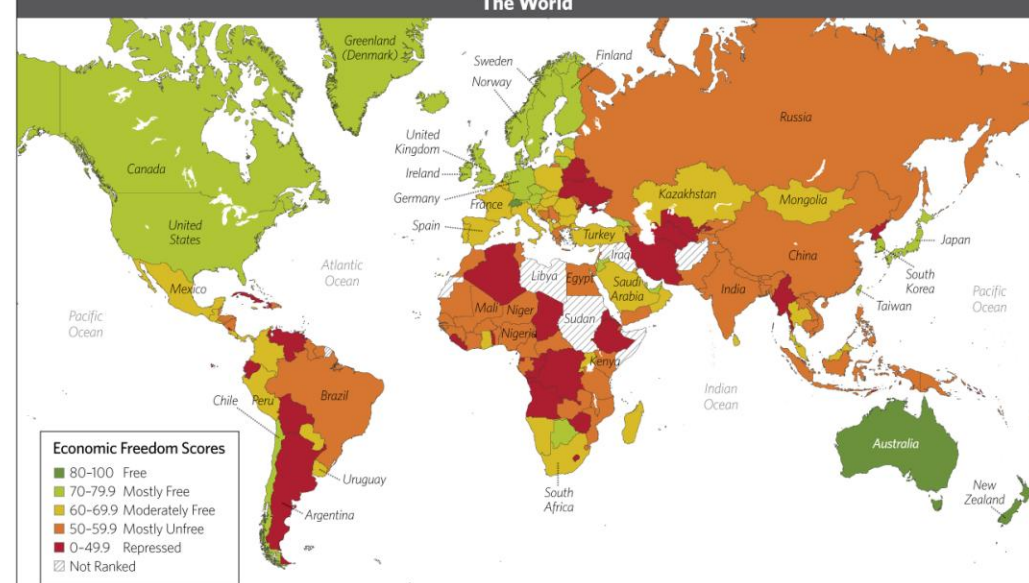 The World
Greenland
(Denmark)
Sweden
Finland
Norway
Russia
United
Kingdom
Canada
Ireland
Kazakhstan
Mongolia
Germany
France
United
States
Spain
Turkey
Japan
Atlantic
Ocean
Iraq
China
Libya
Egypt
Saudi
Arabia
South
Korea
Pacific
Ocean
Mexico
India
Pacific
Ocean
Mali
Niger
Sudan
Taiwan
Nigeria
Kenya
Indian
Ocean
Chile
Peru
Brazil
Economic Freedom Scores
80–100 Free
70–79.9 Mostly Free
60–69.9 Moderately Free
50–59.9 Mostly Unfree
0–49.9 Repressed
Not Ranked
Uruguay
Argentina
South
Africa
Australia
New
Zealand